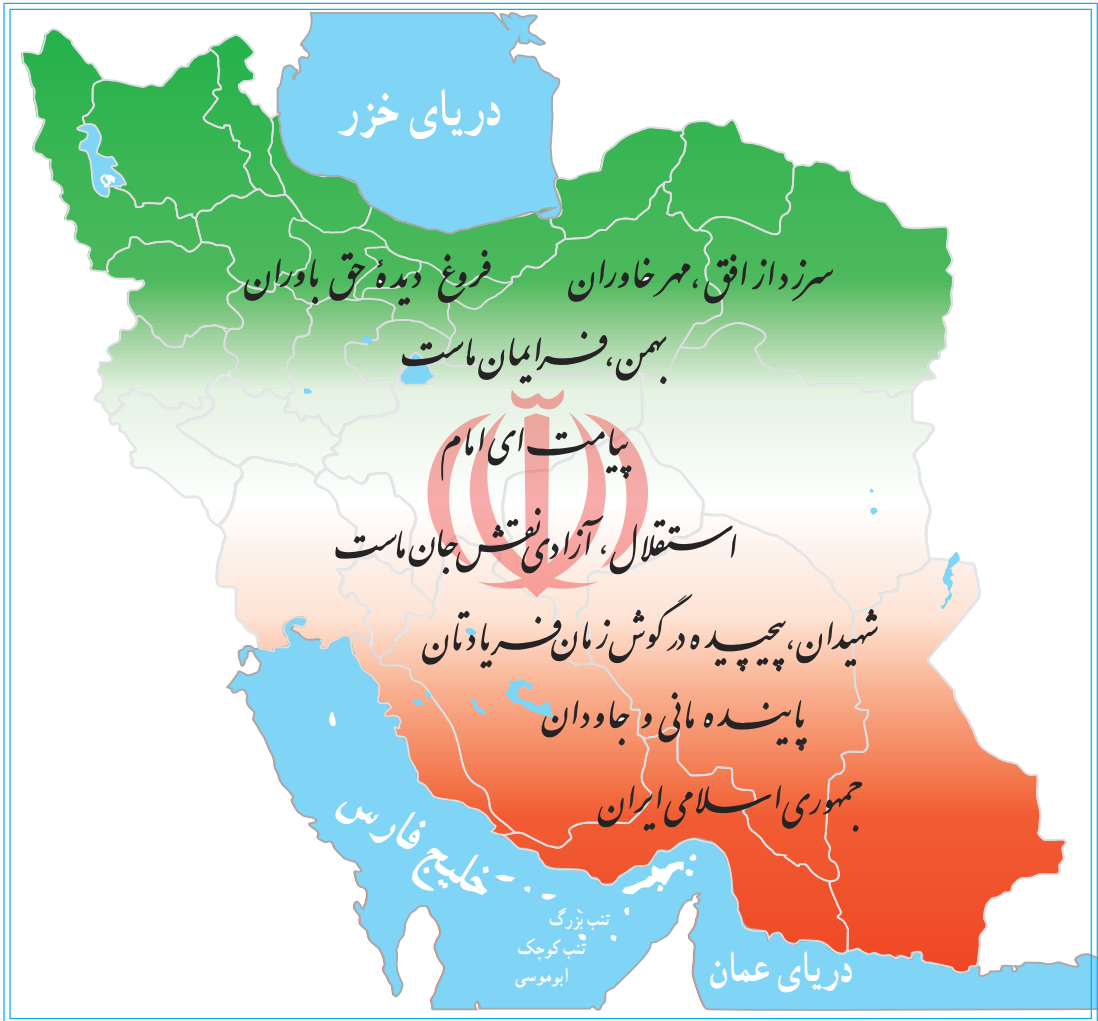 دریای خزر
سرزد از افق، مهر خاوران فروغ دیدهٔ حق باوران
بهمن، فر ایمان ماست
پیامت ای امام
استقلال، آزادی نقش جان ماست
شهیدان، پیچیده در گوش زمان فریادتان
پاینده مانی و جاودان
جمهوری اسلامی ایران
خلیج فارس
تنب بزرگ
تنب کوچک
ابوموسی
دریای عمان